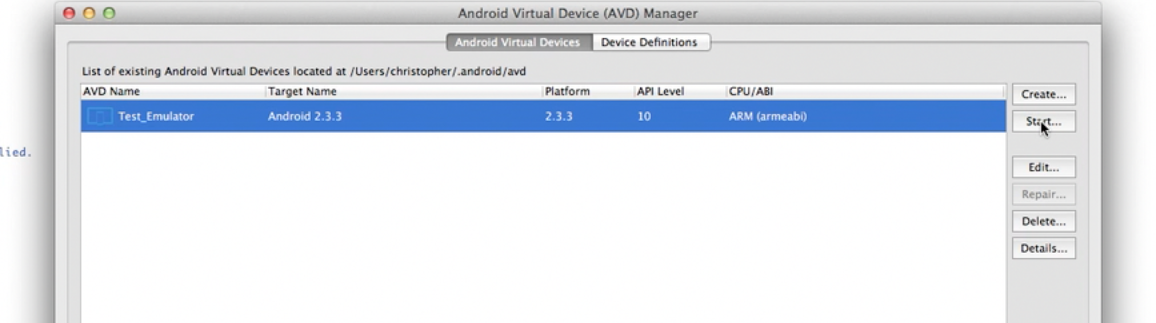 Android Virtual Device (AVD) Manager
Android Virtual Devices Device Definitions
List of existing Android Virtual Devices located at /Users/christopher/.android/avd
AVD Name Target Name Platform API Level CPU/ABI
Create...
Test_Emulator Android 2.3.3 2.3.3 10 ARM (armeabi)
Start...
lied.
Edit...
Repair...
Delete...
Details...